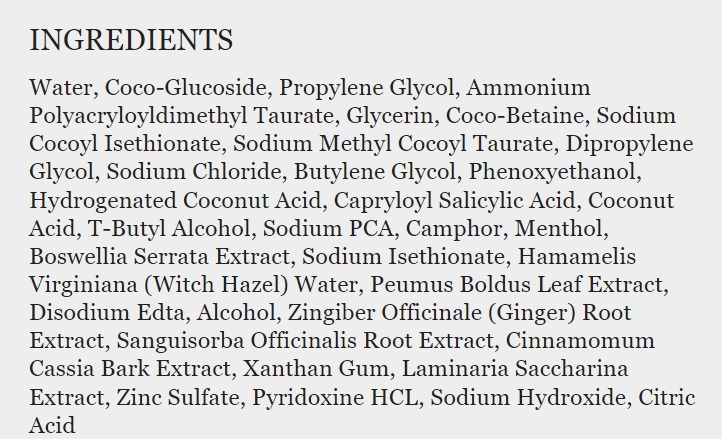 INGREDIENTS
Water, Coco-Glucoside, Propylene Glycol, Ammonium
Polyacryloyldimethyl Taurate, Glycerin, Coco-Betaine, Sodium
Cocoyl Isethionate, Sodium Methyl Cocoyl Taurate, Dipropylene
Glycol, Sodium Chloride, Butylene Glycol, Phenoxyethanol,
Hydrogenated Coconut Acid, Capryloyl Salicylic Acid, Coconut
Acid, T-Butyl Alcohol, Sodium PCA, Camphor, Menthol,
Boswellia Serrata Extract, Sodium Isethionate, Hamamelis
Virginiana (Witch Hazel) Water, Peumus Boldus Leaf Extract,
Disodium Edta, Alcohol, Zingiber Officinale (Ginger) Root
Extract, Sanguisorba Officinalis Root Extract, Cinnamomum
Cassia Bark Extract, Xanthan Gum, Laminaria Saccharina
Extract, Zinc Sulfate, Pyridoxine HCL, Sodium Hydroxide, Citric
Acid